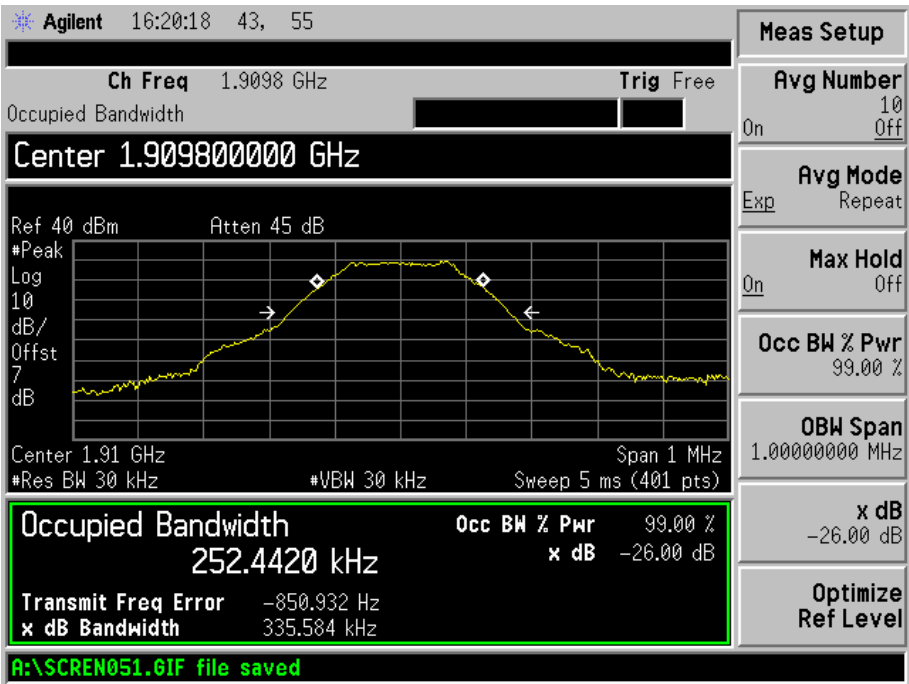 Agilent 16:20:18 43, 55
Ch Freq 1.9098 GHz Trig Free
Occupied Bandwidth
Center 1.909800000 GHz
Ref 40 dBm Atten 45 dB
#Peak
Log
10
dB/
Offst
7
dB
Center 1.91 GHz Span 1 MHz
#Res BW 30 kHz #VBW 30 kHz Sweep 5 ms (401 pts)
Occupied Bandwidth
252.4420 kHz
Occ BW % Pwr 99.00 %
x dB -26.00 dB
Transmit Freq Error -850.932 Hz
x dB Bandwidth 335.584 kHz
A:\SCREN051.GIF file saved
Meas Setup
Avg Number
10
On Off
Avg Mode
Exp Repeat
Max Hold
On Off
Occ BW % Pwr
99.00 %
OBW Span
1.00000000 MHz
x dB
-26.00 dB
Optimize
Ref Level